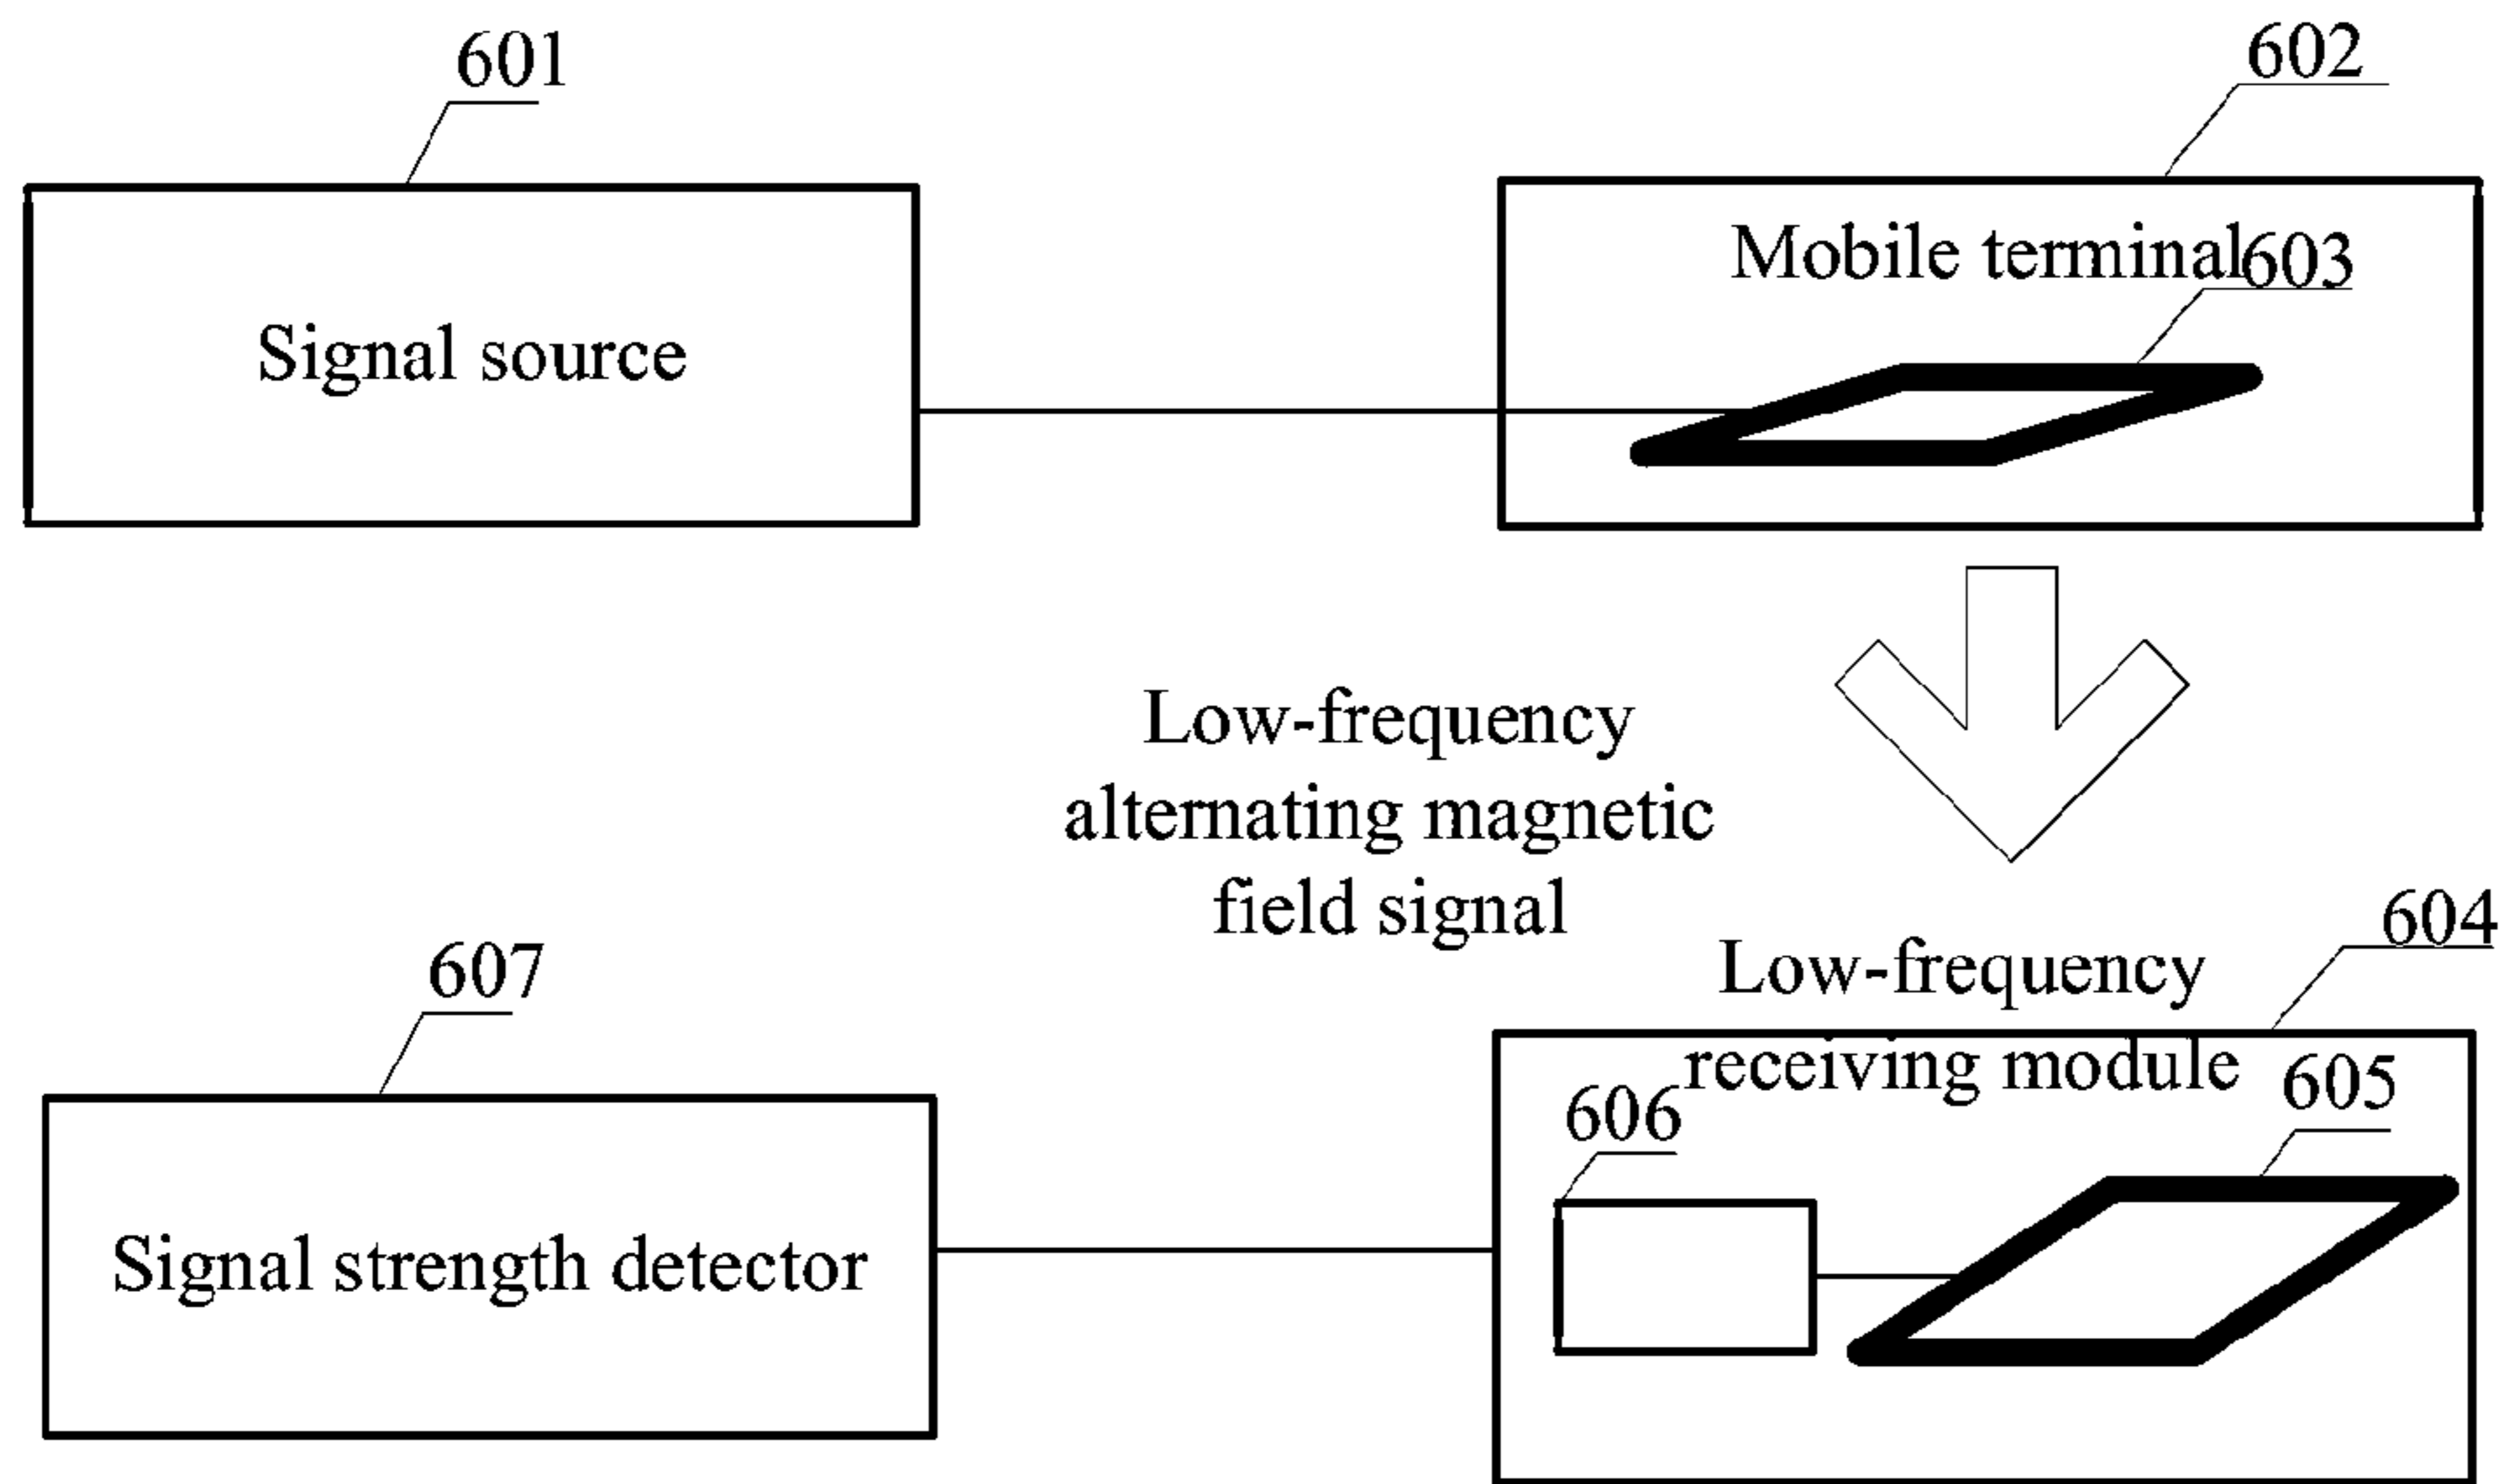 601
602
Mobile terminal
603
Signal source
Low-frequency
alternating magnetic
field signal
604
Low-frequency
receiving module
607
605
606
Signal strength detector